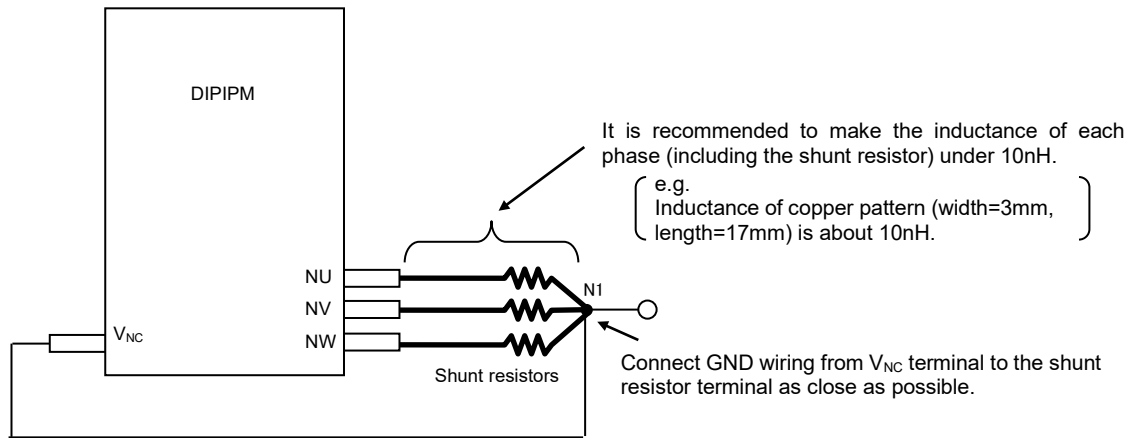 DIPIPM
It is recommended to make the inductance of each
phase (including the shunt resistor) under 10nH.
e.g.
Inductance of copper pattern (width=3mm,
length=17mm) is about 10nH.
NU
N1
NV
VNC
NW
Connect GND wiring from VNC terminal to the shunt
resistor terminal as close as possible.
Shunt resistors